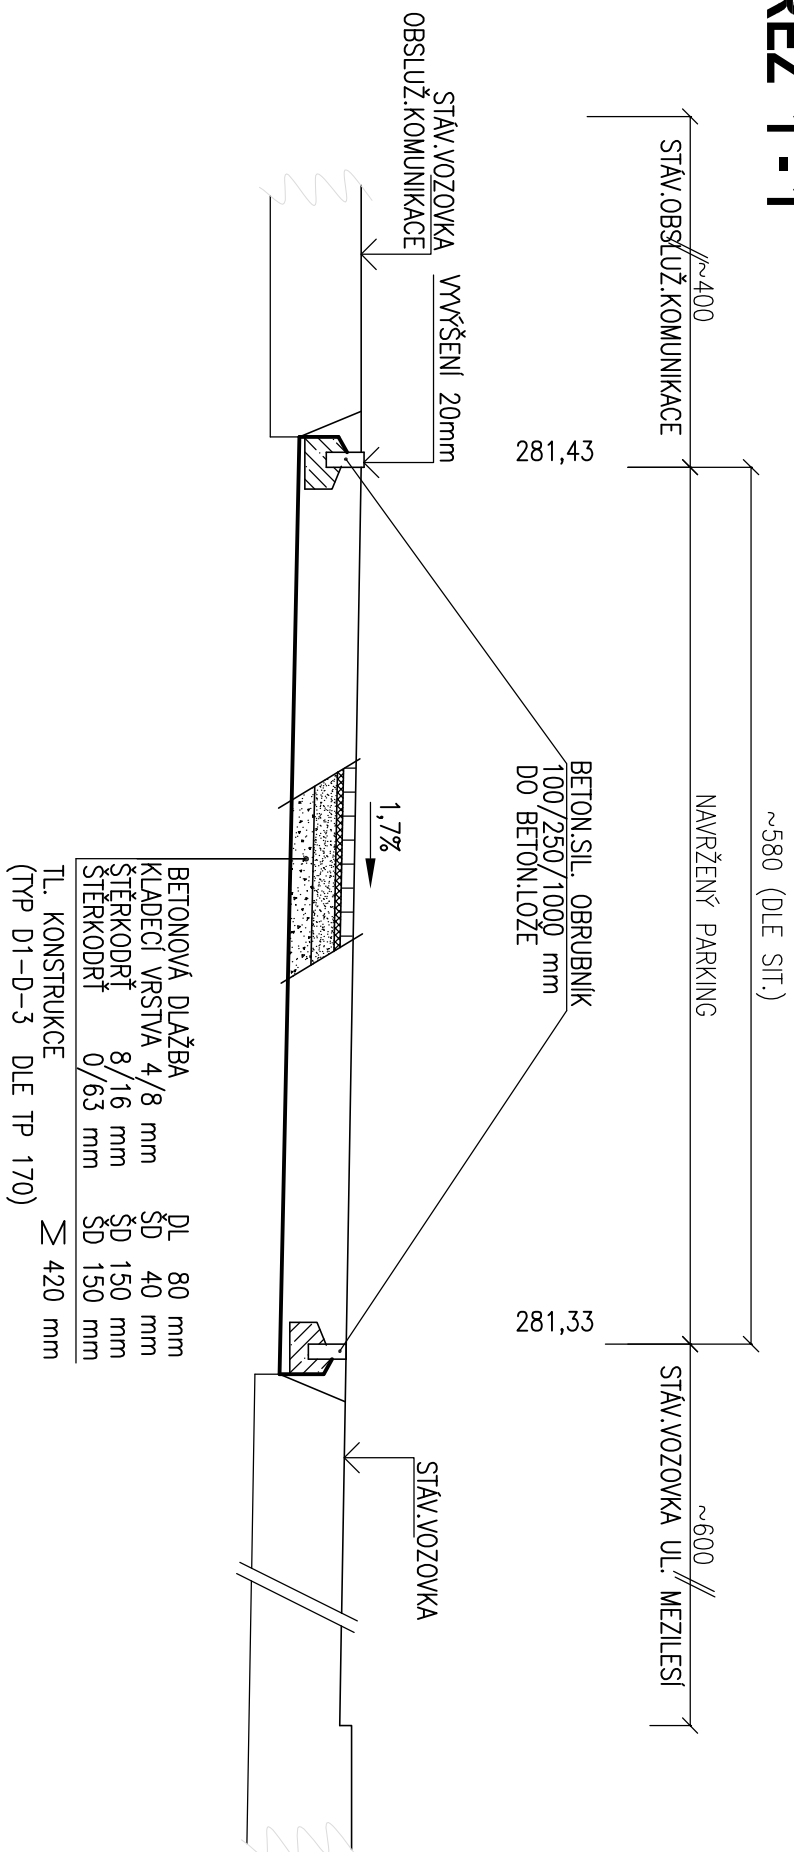 ŘEZ 1-1
~580 (DLE SIT.)
~400
~600
STÁV.OBSLUŽ.KOMUNIKACE
NAVRŽENÝ PARKING
STÁV.VOZOVKA UL. MEZILESÍ
281,43
281,33
BETON.SIL. OBRUBNÍK
100/250/1000 mm
DO BETON.LOŽE
STÁV.VOZOVKA
OBSLUŽ.KOMUNIKACE
VYVÝŠENÍ 20mm
STÁV.VOZOVKA
1,7%
BETONOVÁ DLAŽBA DL 80 mm
KLADECÍ VRSTVA 4/8 mm ŠD 40 mm
ŠTĚRKODRŤ 8/16 mm ŠD 150 mm
ŠTĚRKODRŤ 0/63 mm ŠD 150 mm
TL. KONSTRUKCE Σ 420 mm
(TYP D1-D-3 DLE TP 170)